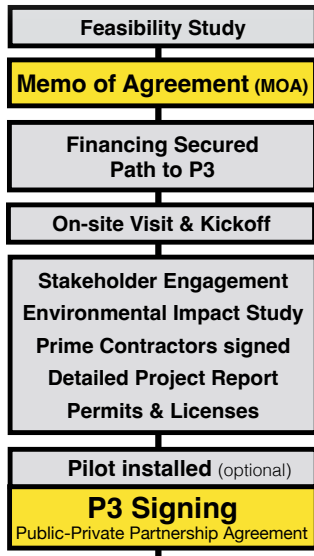 Feasibility Study
Memo of Agreement (MOA)
Financing Secured
Path to P3
On-site Visit & Kickoff
Stakeholder Engagement
Environmental Impact Study
Prime Contractors signed
Detailed Project Report
Permits & Licenses
Pilot installed (optional)
P3 Signing
Public-Private Partnership Agreement